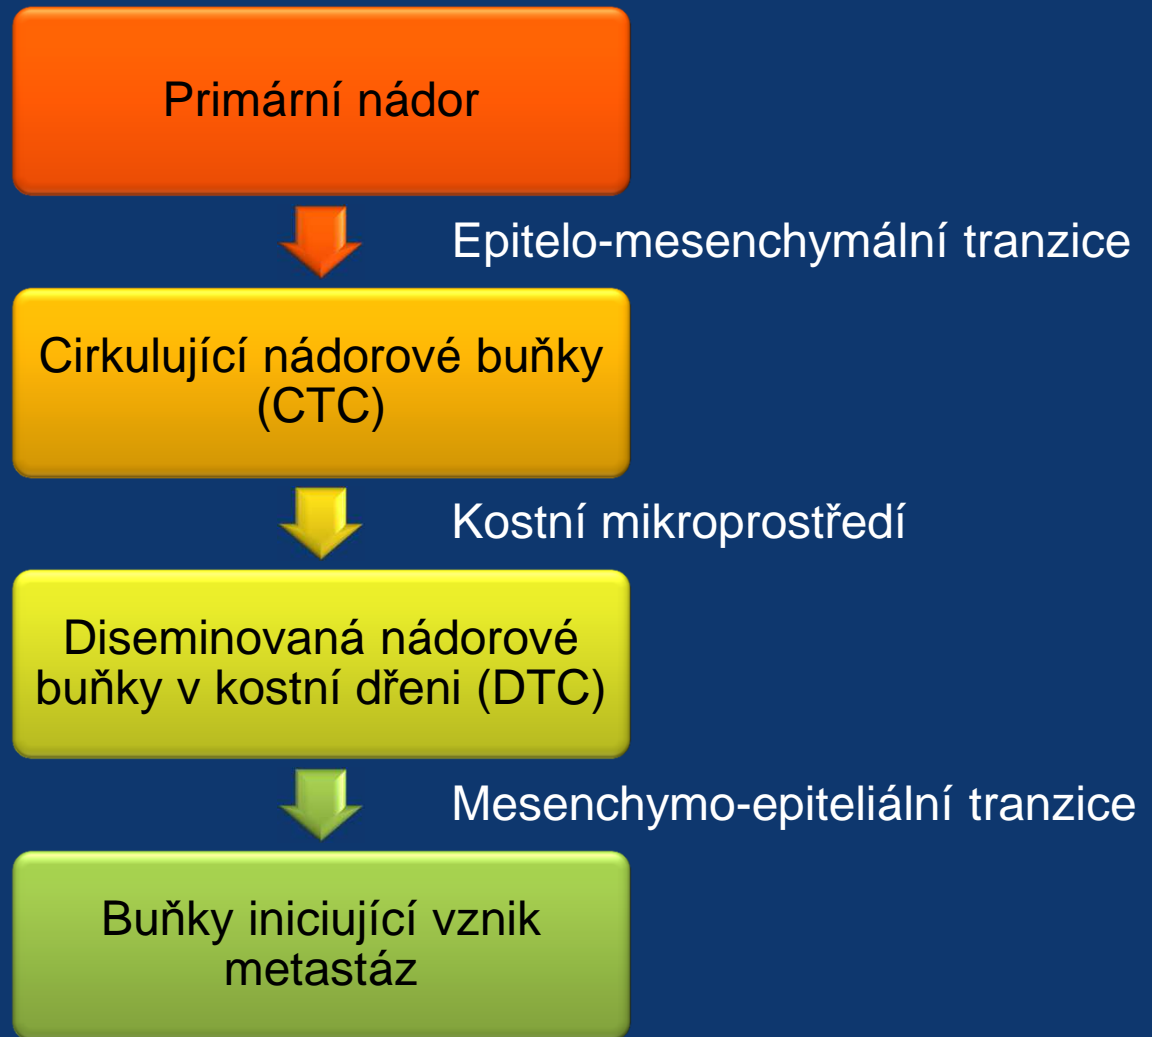 Primární nádor
Epitelo-mesenchymální tranzice
Cirkulující nádorové buňky
(CTC)
Kostní mikroprostředí
Diseminovaná nádorové
buňky v kostní dřeni (DTC)
Mesenchymo-epiteliální tranzice
Buňky iniciující vznik
metastáz